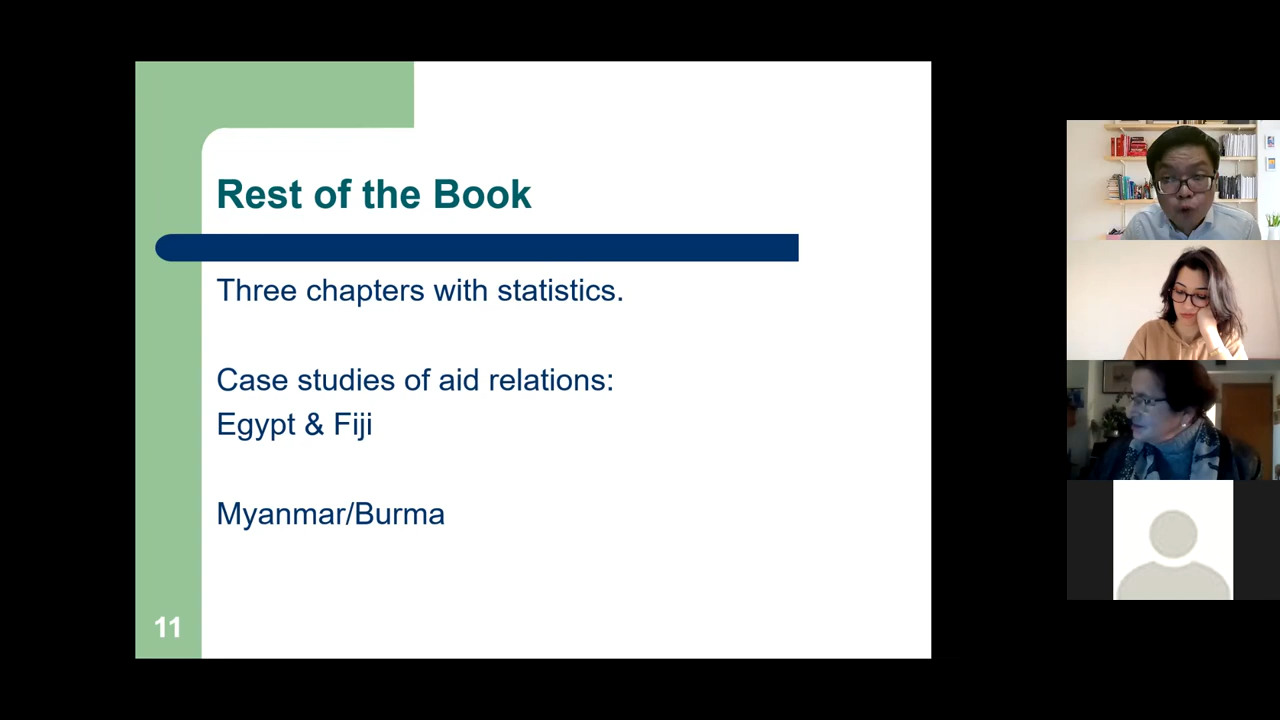 Rest of the Book
Three chapters with statistics.
Case studies of aid relations:
Egypt & Fiji
Myanmar/Burma
11